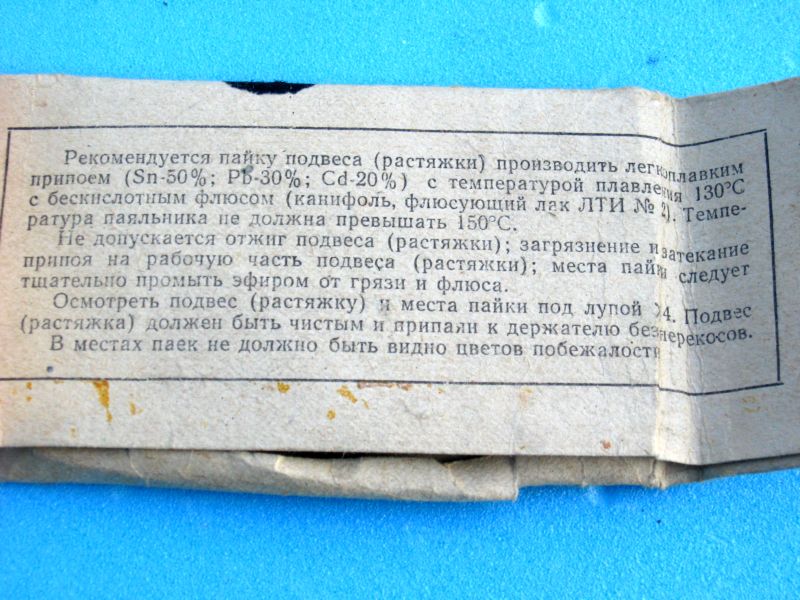 Рекомендуется пайку подвеса (растяжки) производить легкоплавким
припоем (Sn-50%; Pb-30%; Cd-20%) с температурой плавления 130°С
с бескислотным флюсом (канифоль, флюсующий лак ЛТИ № 2). Темпе-
ратура паяльника не должна превышать 150°С.
Не допускается отжиг подвеса (растяжки); загрязнение и затекание
припоя на рабочую часть подвеса (растяжки); места пайки следует
тщательно промыть эфиром от грязи и флюса.
Осмотреть подвес (растяжку) и места пайки под лупой Х4. Подвес
(растяжка) должен быть чистым и припаян к держателю без перекосов.
В местах паек не должно быть видно цветов побежалости